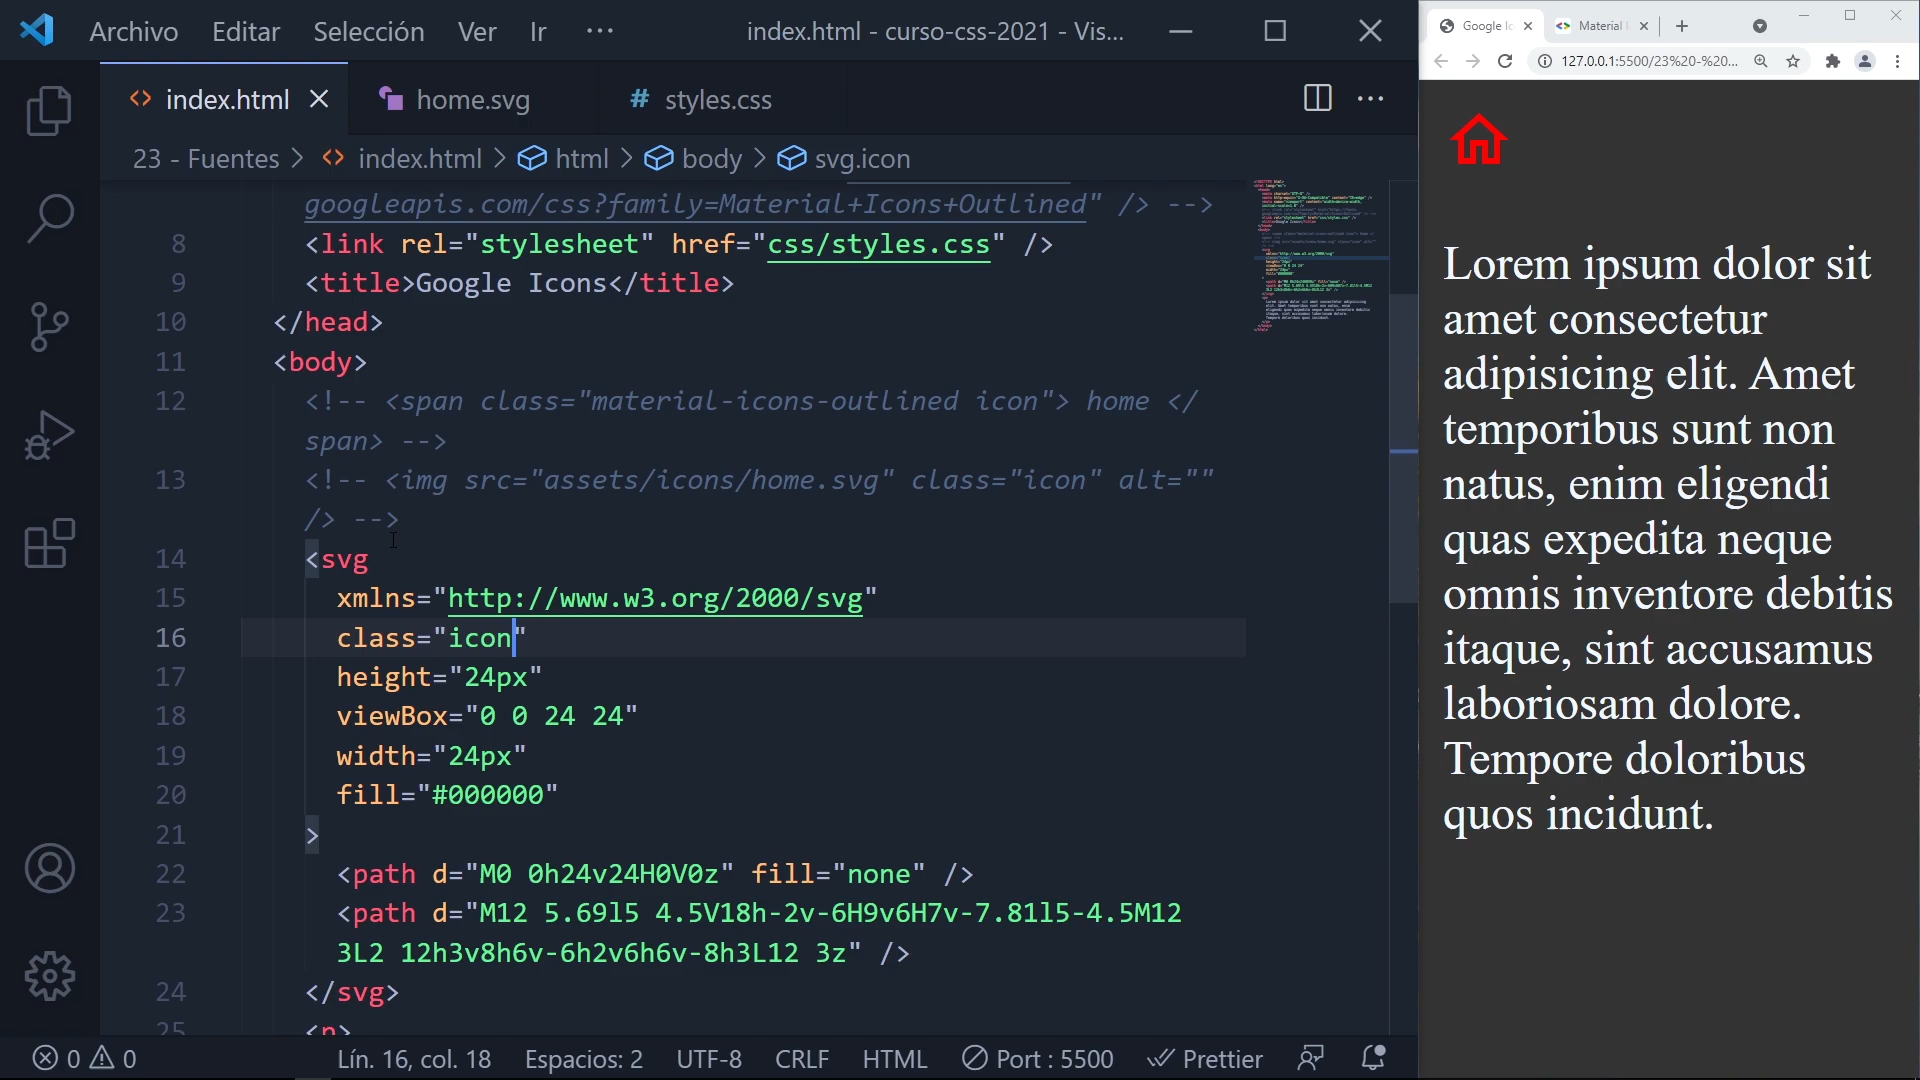 Archivo Editar Selección Ver Ir ··· index.html - curso-css-2021 - Vis...
index.html home.svg # styles.css
23 - Fuentes > index.html > html > body > svg.icon
googleapis.com/css?family=Material+Icons+Outlined" /> -->
8 <link rel="stylesheet" href="css/styles.css" />
9 <title>Google Icons</title>
10 </head>
11 <body>
12 <!-- <span class="material-icons-outlined icon"> home </
span> -->
13 <!-- <img src="assets/icons/home.svg" class="icon" alt=""
/> -->
14 <svg
15 xmlns="http://www.w3.org/2000/svg"
16 class="icon"
17 height="24px"
18 viewBox="0 0 24 24"
19 width="24px"
20 fill="#000000"
21 >
22 <path d="M0 0h24v24H0V0z" fill="none" />
23 <path d="M12 5.69l5 4.5V18h-2v-6H9v6H7v-7.81l5-4.5M12
3L2 12h3v8h6v-6h2v6h6v-8h3L12 3z" />
24 </svg>
25 <p>
0 0 Lín. 16, col. 18 Espacios: 2 UTF-8 CRLF HTML Port : 5500 Prettier
Google Ic Material
127.0.0.1:5500/23%20-%20...
Lorem ipsum dolor sit
amet consectetur
adipisicing elit. Amet
temporibus sunt non
natus, enim eligendi
quas expedita neque
omnis inventore debitis
itaque, sint accusamus
laboriosam dolore.
Tempore doloribus
quos incidunt.